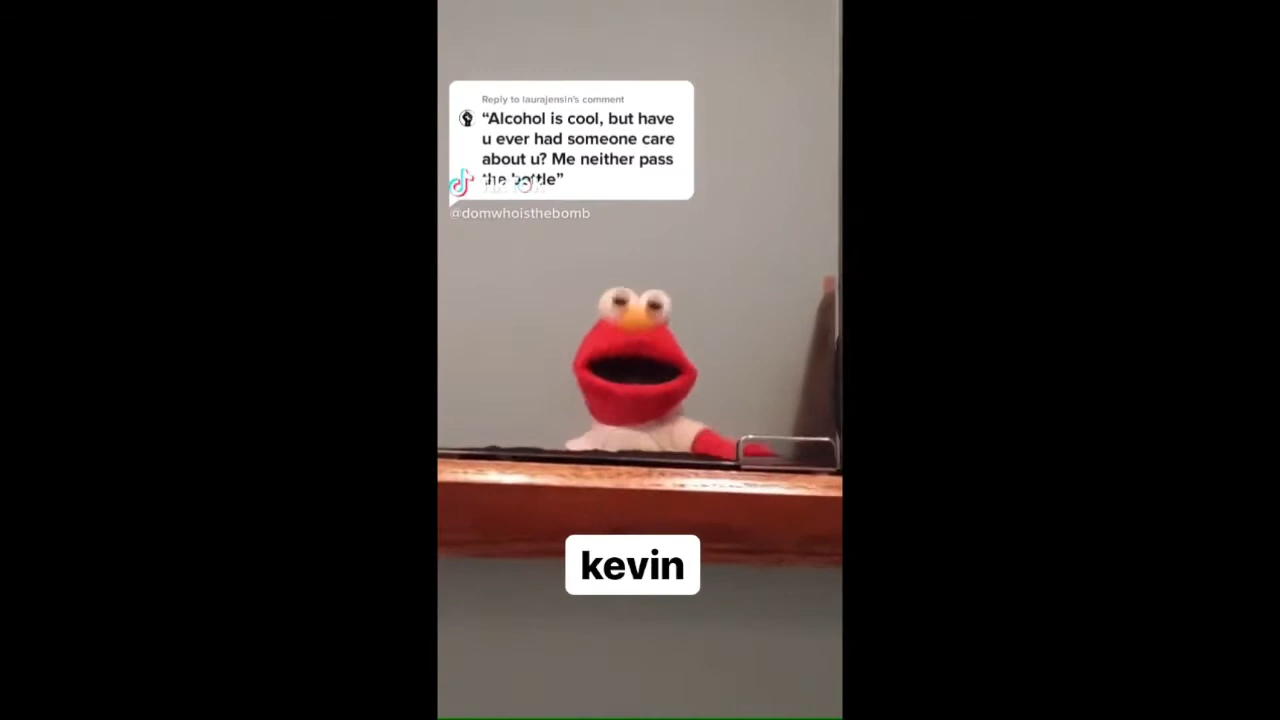 Reply to laurajensin's comment
“Alcohol is cool, but have
u ever had someone care
about u? Me neither pass
the bottle”
TikTok
@domwhoisthebomb
kevin